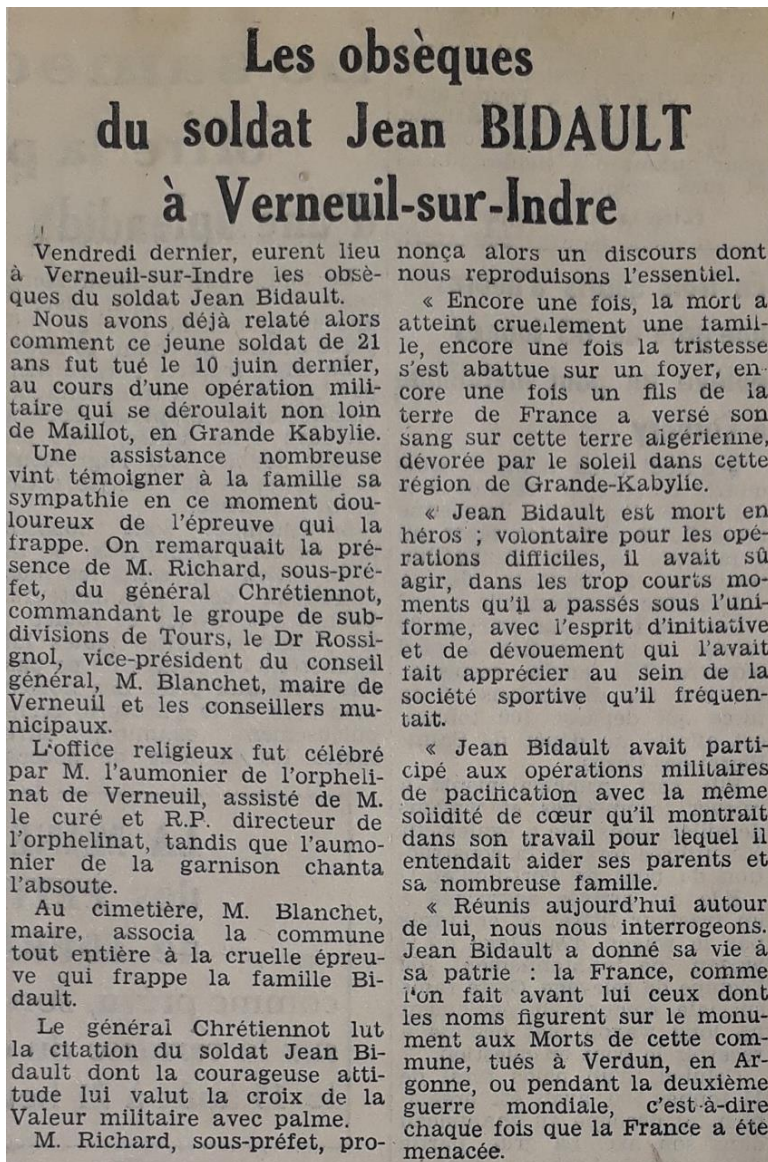 Les obsèques
du soldat Jean BIDAULT
à Verneuil-sur-Indre
Vendredi dernier, eurent lieu
à Verneuil-sur-Indre les obsè-
ques du soldat Jean Bidault.
Nous avons déjà relaté alors
comment ce jeune soldat de 21
ans fut tué le 10 juin dernier,
au cours d'une opération mili-
taire qui se déroulait non loin
de Maillot, en Grande Kabylie.
Une assistance nombreuse
vint témoigner à la famille sa
sympathie en ce moment dou-
loureux de l'épreuve qui la
frappe. On remarquait la pré-
sence de M. Richard, sous-pré-
fet, du général Chrétiennot,
commandant le groupe de sub-
divisions de Tours, le Dr Rossi-
gnol, vice-président du conseil
général, M. Blanchet, maire de
Verneuil et les conseillers mu-
nicipaux.
L'office religieux fut célébré
par M. l'aumonier de l'orpheli-
nat de Verneuil, assisté de M.
le curé et R.P. directeur de
l'orphelinat, tandis que l'aumo-
nier de la garnison chanta
l'absoute.
Au cimetière, M. Blanchet,
maire, associa la commune
tout entière à la cruelle épreu-
ve qui frappe la famille Bi-
dault.
Le général Chrétiennot lut
la citation du soldat Jean Bi-
dault dont la courageuse atti-
tude lui valut la croix de la
Valeur militaire avec palme.
M. Richard, sous-préfet, pro-
nonça alors un discours dont
nous reproduisons l'essentiel.
« Encore une fois, la mort a
atteint cruellement une famil-
le, encore une fois la tristesse
s'est abattue sur un foyer, en-
core une fois un fils de la
terre de France a versé son
sang sur cette terre algérienne,
dévorée par le soleil dans cette
région de Grande-Kabylie.
« Jean Bidault est mort en
héros ; volontaire pour les opé-
rations difficiles, il avait sû
agir, dans les trop courts mo-
ments qu'il a passés sous l'uni-
forme, avec l'esprit d'initiative
et de dévouement qui l'avait
fait apprécier au sein de la
société sportive qu'il fréquen-
tait.
« Jean Bidault avait parti-
cipé aux opérations militaires
de pacification avec la même
solidité de cœur qu'il montrait
dans son travail pour lequel il
entendait aider ses parents et
sa nombreuse famille.
« Réunis aujourd'hui autour
de lui, nous nous interrogeons.
Jean Bidault a donné sa vie à
sa patrie : la France, comme
l'on fait avant lui ceux dont
les noms figurent sur le monu-
ment aux Morts de cette com-
mune, tués à Verdun, en Ar-
gonne, ou pendant la deuxième
guerre mondiale, c'est-à-dire
chaque fois que la France a éte
menacée.